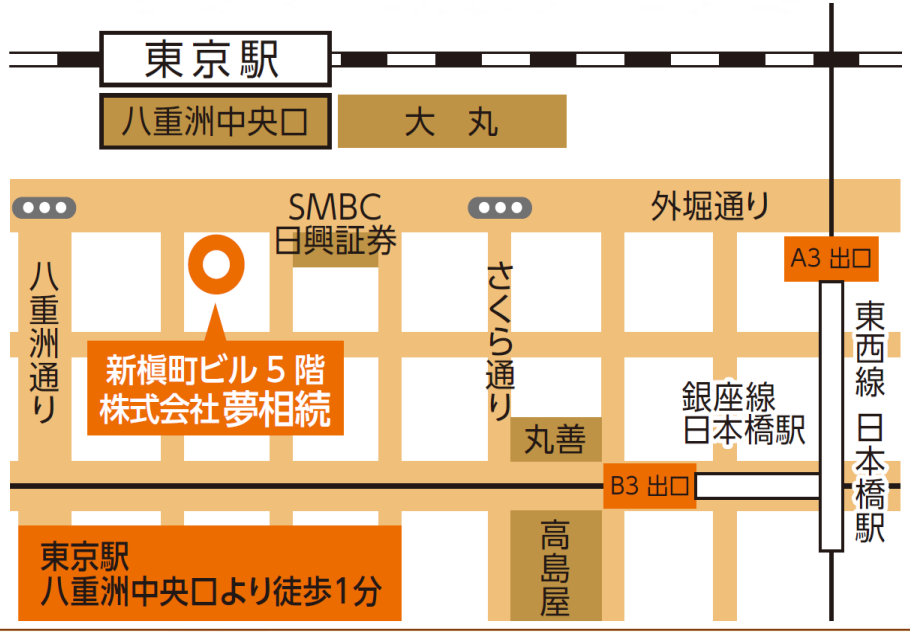 東京駅
八重洲中央口
大 丸
SMBC
日興証券
外堀通り
八重洲通り
さくら通り
A3 出口
新槇町ビル 5 階
株式会社 夢相続
東西線 日本橋駅
銀座線
日本橋駅
丸善
B3 出口
高島屋
東京駅
八重洲中央口より徒歩1分